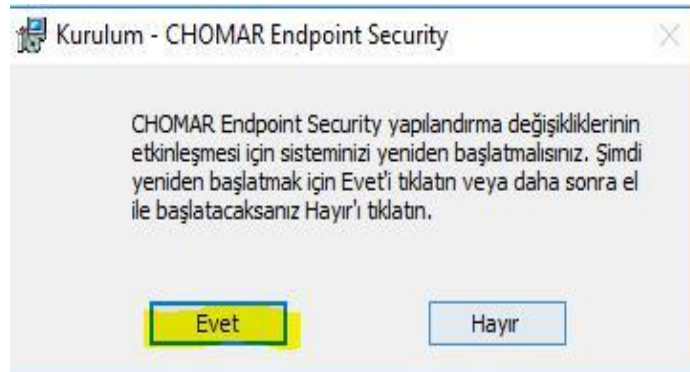 Kurulum - CHOMAR Endpoint Security
CHOMAR Endpoint Security yapılandırma değişikliklerinin
etkinleşmesi için sisteminizi yeniden başlatmalısınız. Şimdi
yeniden başlatmak için Evet'i tıklatın veya daha sonra el
ile başlatacaksanız Hayır'ı tıklatın.
Evet
Hayır